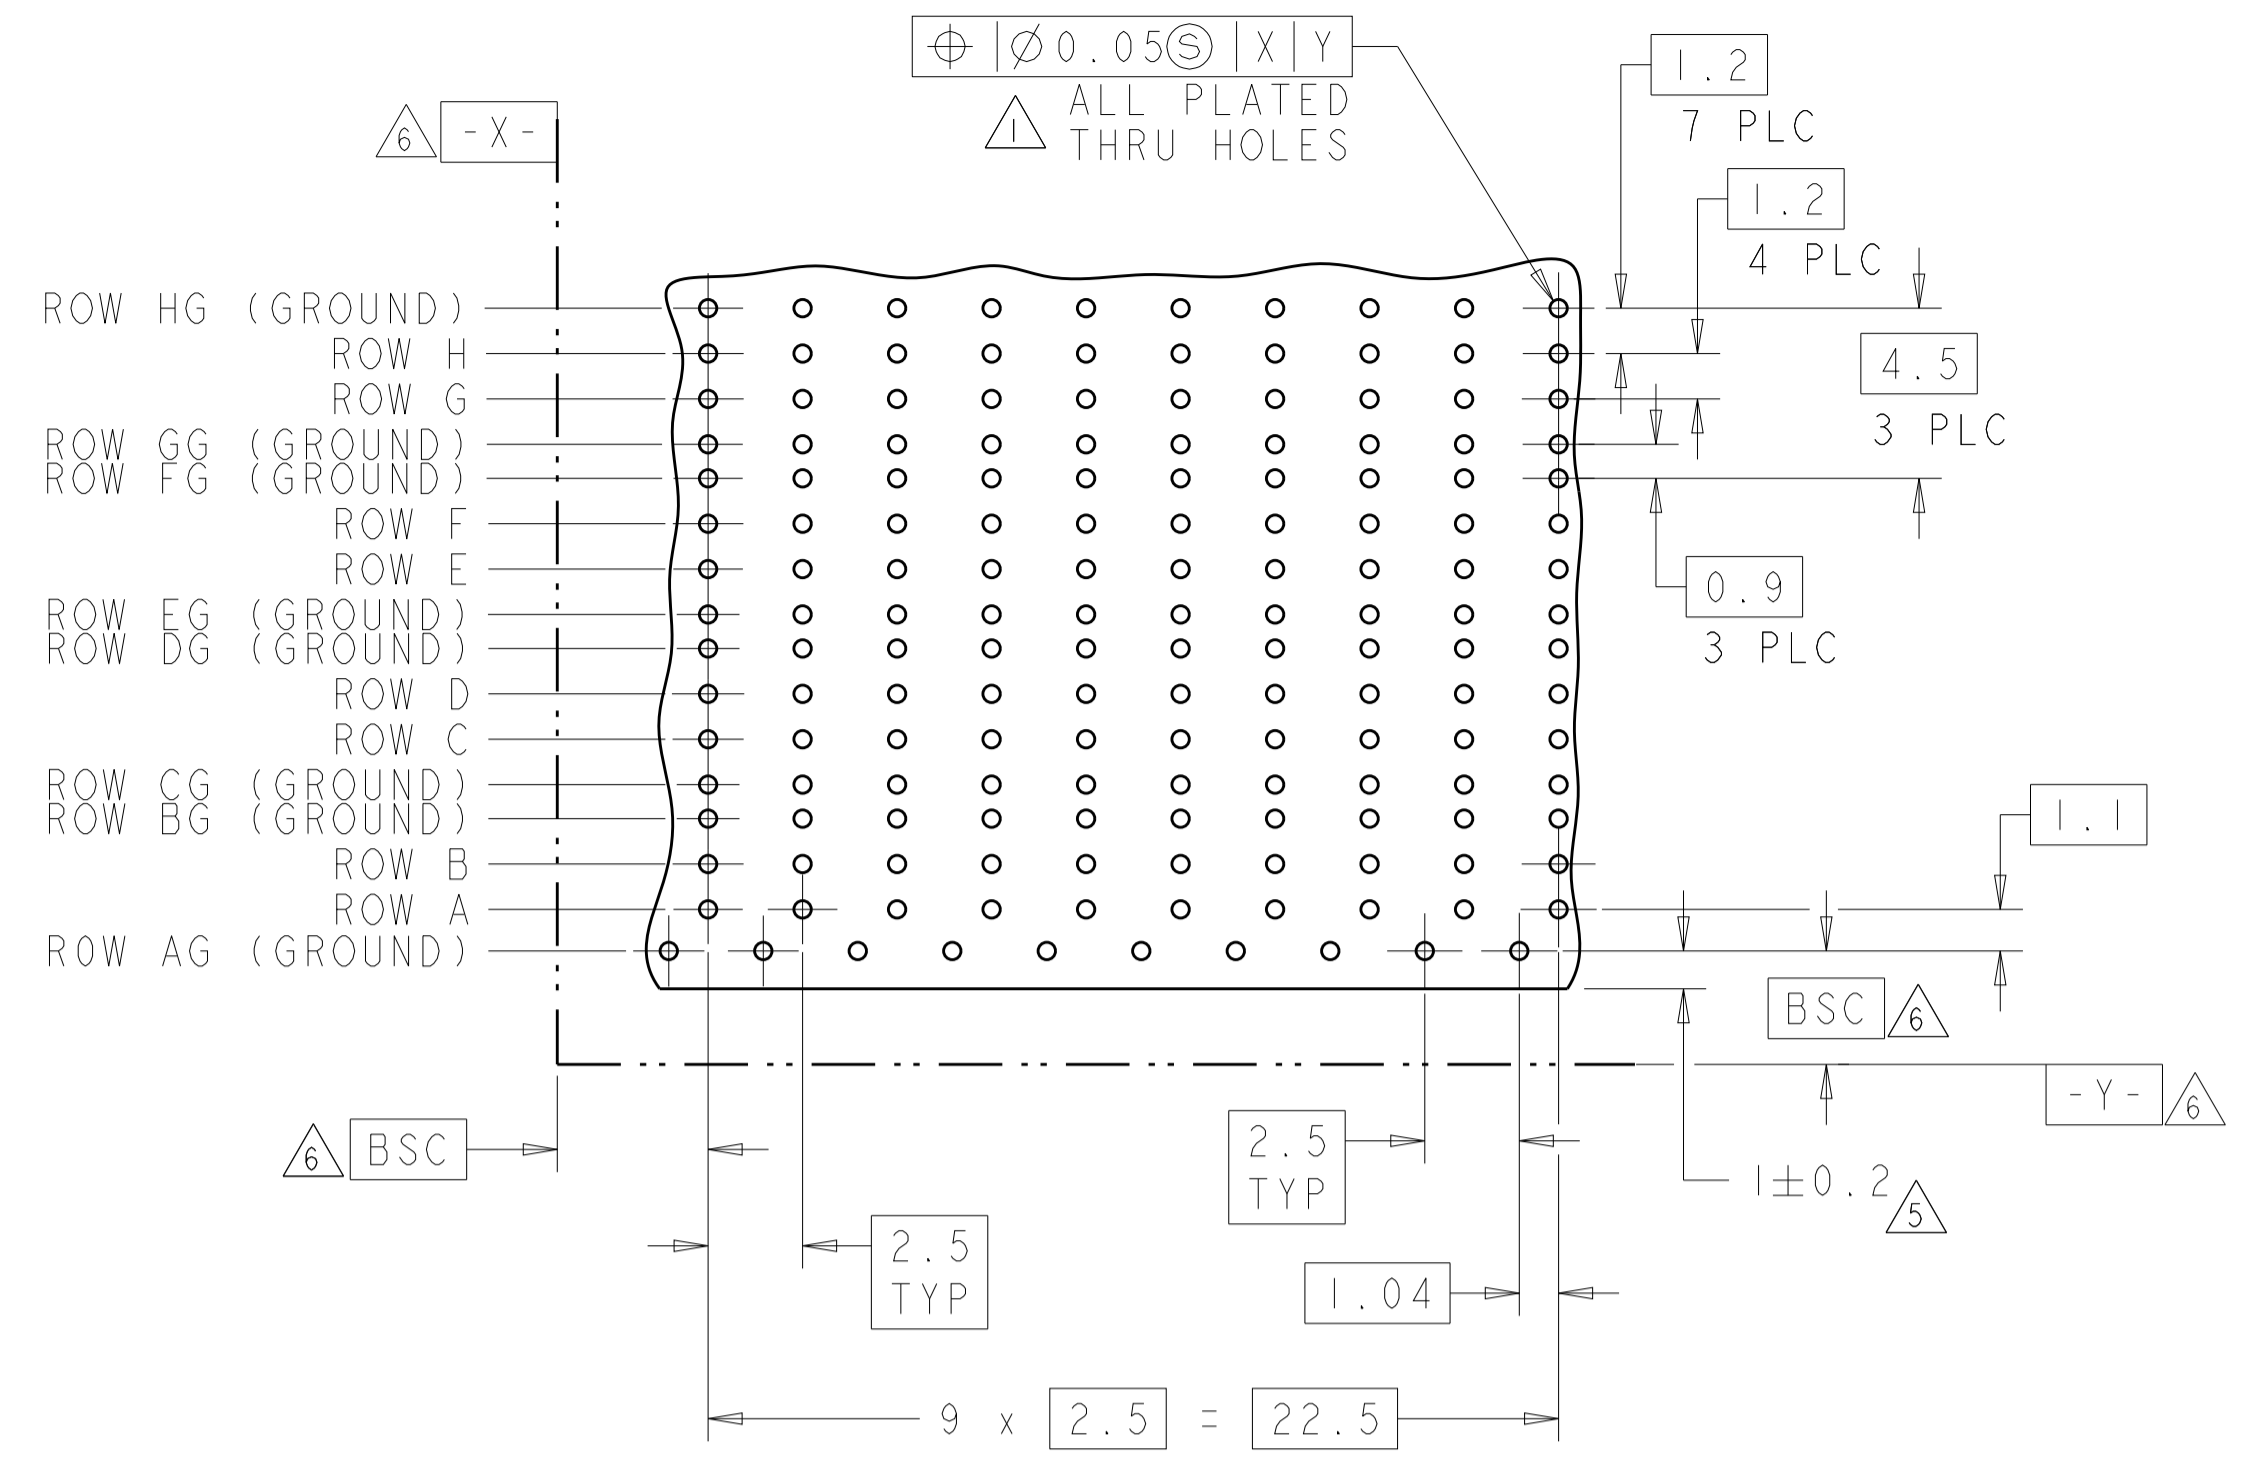 ⌖ ∅0.05Ⓢ X Y
1 ALL PLATED
THRU HOLES
6 -X-
1.2
7 PLC
1.2
4 PLC
ROW HG (GROUND)
ROW H
ROW G
ROW GG (GROUND)
ROW FG (GROUND)
ROW F
ROW E
ROW EG (GROUND)
ROW DG (GROUND)
ROW D
ROW C
ROW CG (GROUND)
ROW BG (GROUND)
ROW B
ROW A
ROW AG (GROUND)
4.5
3 PLC
0.9
3 PLC
1.1
BSC 6
-Y- 6
6 BSC
2.5
TYP
1±0.2 5
2.5
TYP
1.04
9 x 2.5 = 22.5